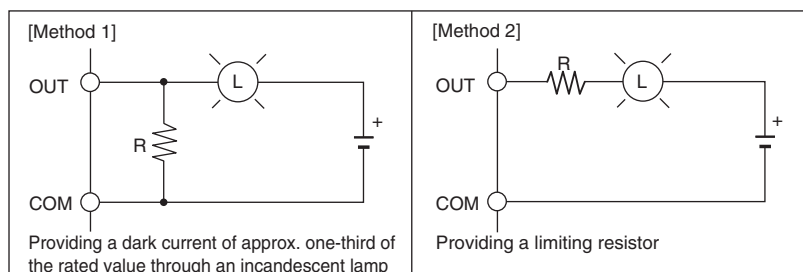 [Method 1]
OUT
L
R
+
COM
Providing a dark current of approx. one-third of
the rated value through an incandescent lamp
[Method 2]
OUT
R
L
+
COM
Providing a limiting resistor